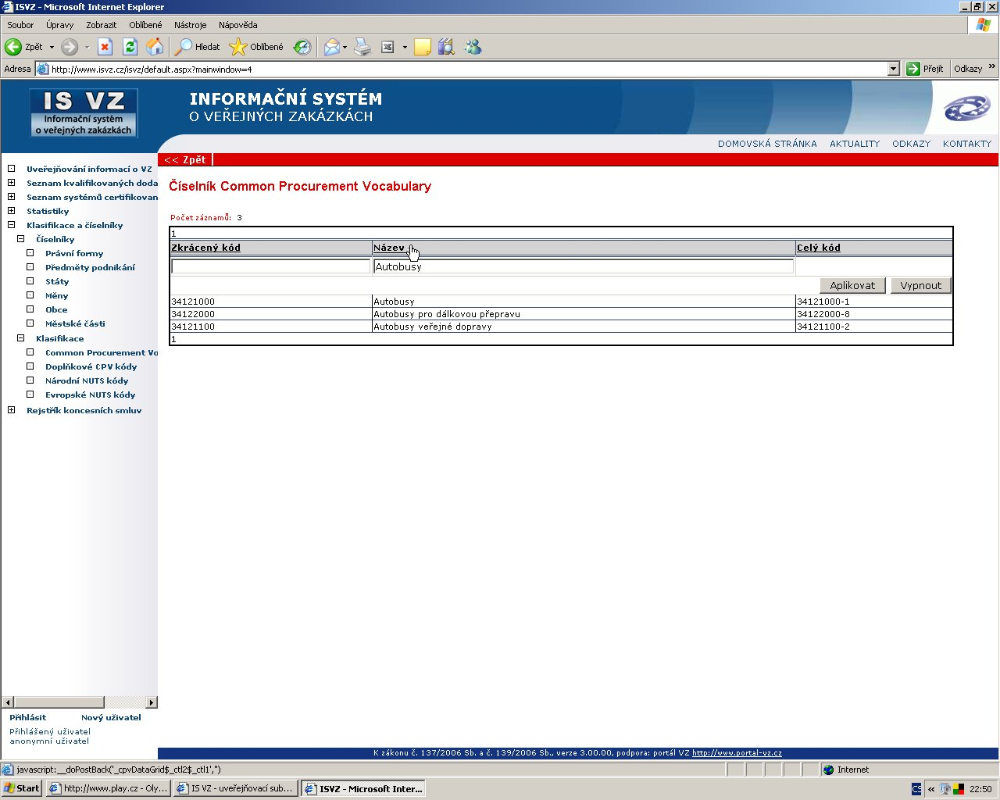 ISVZ - Microsoft Internet Explorer
Soubor Úpravy Zobrazit Oblíbené Nástroje Nápověda
Zpět Hledat Oblíbené
Adresa http://www.isvz.cz/isvz/default.aspx?mainwindow=4 Přejít Odkazy »
IS VZ
Informační systém
o veřejných zakázkách
INFORMAČNÍ SYSTÉM
O VEŘEJNÝCH ZAKÁZKÁCH
DOMOVSKÁ STRÁNKA AKTUALITY ODKAZY KONTAKTY
<< Zpět
Uveřejňování informací o VZ
Seznam kvalifikovaných doda
Seznam systémů certifikovan
Statistiky
Klasifikace a číselníky
Číselníky
Právní formy
Předměty podnikání
Státy
Měny
Obce
Městské části
Klasifikace
Common Procurement Vo
Doplňkové CPV kódy
Národní NUTS kódy
Evropské NUTS kódy
Rejstřík koncesních smluv
Číselník Common Procurement Vocabulary
Počet záznamů: 3
1
Zkrácený kód Název Celý kód
Autobusy
Aplikovat Vypnout
34121000 Autobusy 34121000-1
34122000 Autobusy pro dálkovou přepravu 34122000-8
34121100 Autobusy veřejné dopravy 34121100-2
1
Přihlásit Nový uživatel
Přihlášený uživatel
anonymní uživatel
K zákonu č. 137/2006 Sb. a č. 139/2006 Sb., verze 3.00.00, podpora: portál VZ http://www.portal-vz.cz
javascript:__doPostBack('_cpvDataGrid$_ctl2$_ctl1','') Internet
Start http://www.play.cz - Oly... IS VZ - uveřejňovací sub... ISVZ - Microsoft Inter... CS « 22:50